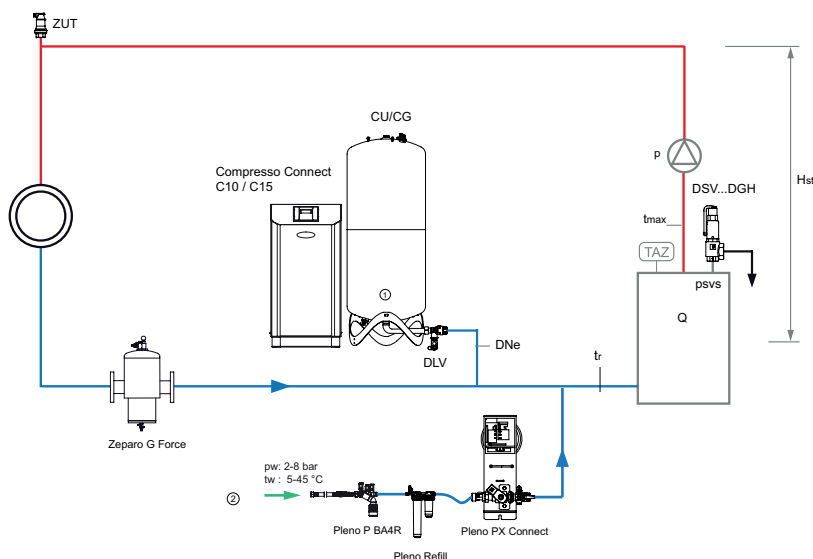 ZUT
CU/CG
Compresso Connect
C10 / C15
p
DSV...DGH
Hst
tmax
TAZ
psvs
①
Q
DNe
DLV
tr
Zeparo G Force
pw: 2-8 bar
tw : 5-45 °C
②
Pleno P BA4R
Pleno PX Connect
Pleno Refill